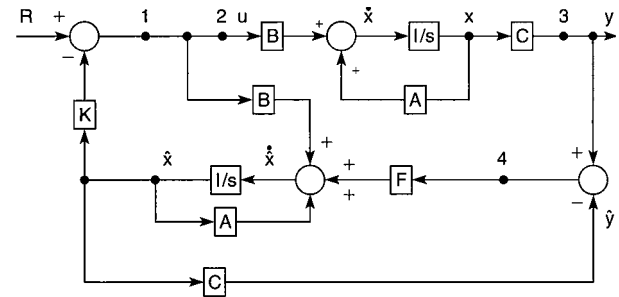 R + 1 2 u B + ẋ I/s x C 3 y
−
+ A
K B
+
x̂ I/s x̂̇ + F 4 +
+ −
A ŷ
C